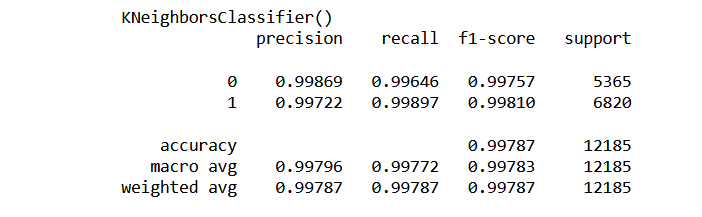 KNeighborsClassifier()
precision recall f1-score support
0 0.99869 0.99646 0.99757 5365
1 0.99722 0.99897 0.99810 6820
accuracy 0.99787 12185
macro avg 0.99796 0.99772 0.99783 12185
weighted avg 0.99787 0.99787 0.99787 12185